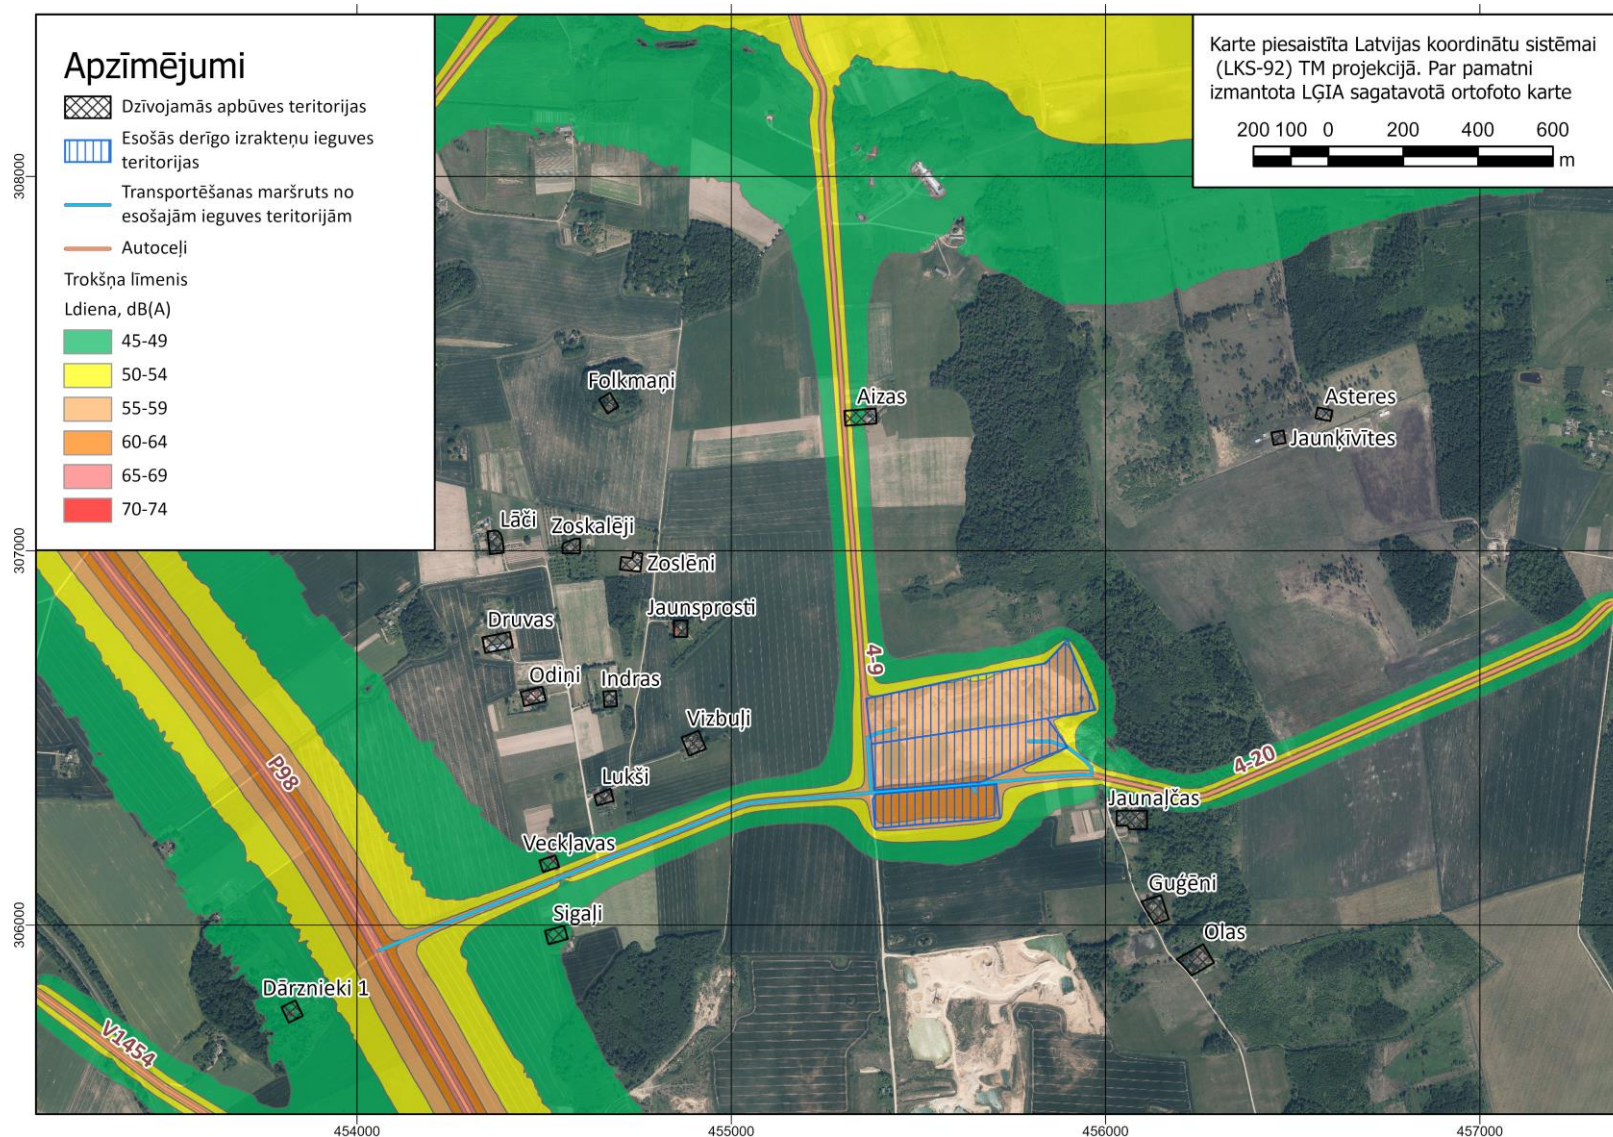 Apzīmējumi
Dzīvojamās apbūves teritorijas
Esošās derīgo izrakteņu ieguves
teritorijas
Transportēšanas maršruts no
esošajām ieguves teritorijām
Autoceļi
Trokšņa līmenis
Ldiena, dB(A)
45-49
50-54
55-59
60-64
65-69
70-74
Karte piesaistīta Latvijas koordinātu sistēmai
(LKS-92) TM projekcijā. Par pamatni
izmantota LĢIA sagatavotā ortofoto karte
200 100 0 200 400 600
m
308000
307000
306000
Folkmaņi
Aizas
Asteres
Jaunķīvītes
Lāči
Zoskalēji
Zoslēni
Jaunsprosti
Druvas
Odiņi
Indras
Vizbuļi
4-9
P98
Lukši
4-20
Jaunaļčas
Veckļavas
Guģēni
Sigaļi
Olas
Dārznieki 1
V1454
454000
455000
456000
457000